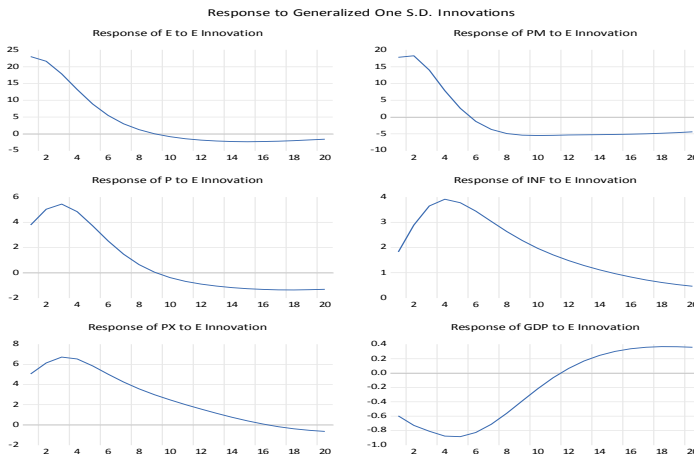 Response to Generalized One S.D. Innovations
Response of E to E Innovation
25
20
15
10
5
0
-5
2 4 6 8 10 12 14 16 18 20
Response of PM to E Innovation
20
15
10
5
0
-5
-10
2 4 6 8 10 12 14 16 18
Response of P to E Innovation
6
4
2
0
-2
2 4 6 8 10 12 14 16 18 20
Response of INF to E Innovation
4
3
2
1
0
2 4 6 8 10 12 14 16 18
Response of PX to E Innovation
8
6
4
2
0
-2
2 4 6 8 10 12 14 16 18 20
Response of GDP to E Innovation
0.4
0.2
0.0
-0.2
-0.4
-0.6
-0.8
-1.0
2 4 6 8 10 12 14 16 18